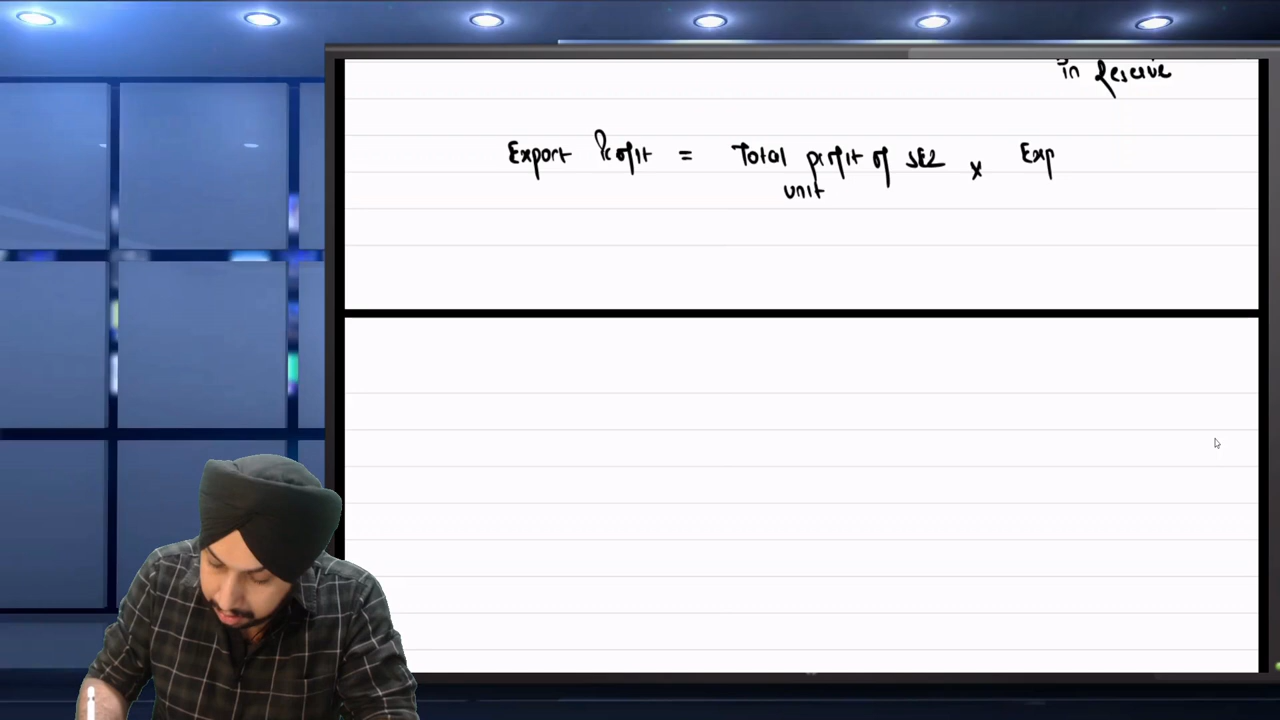 in Reserve
Export Profit = Total profit of SEZ x Exp
unit